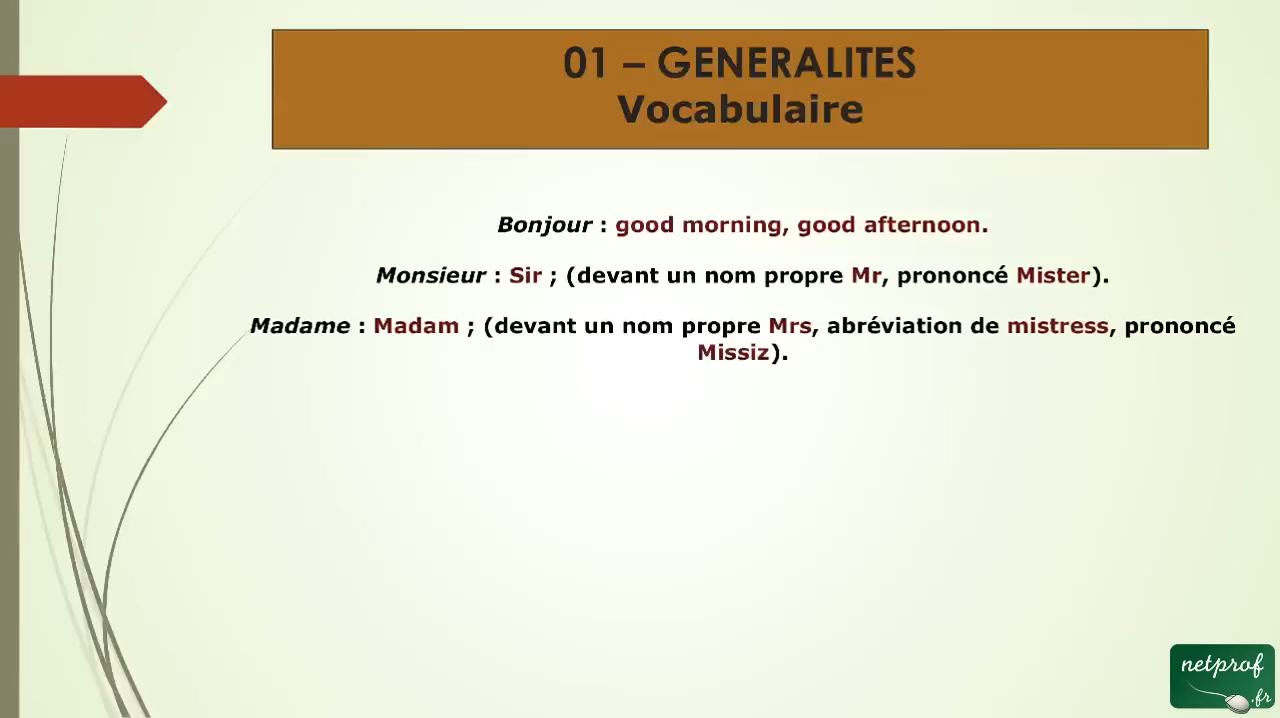 01 – GENERALITES
Vocabulaire
Bonjour : good morning, good afternoon.
Monsieur : Sir ; (devant un nom propre Mr, prononcé Mister).
Madame : Madam ; (devant un nom propre Mrs, abréviation de mistress, prononcé
Missiz).
netprof
.fr